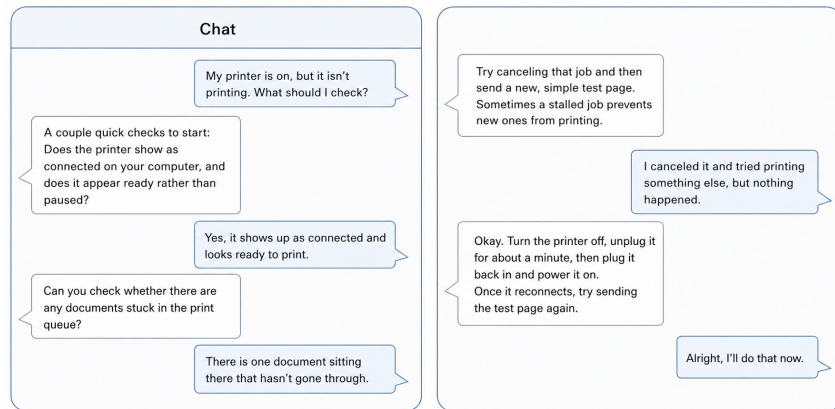 Chat
My printer is on, but it isn't
printing. What should I check?
A couple quick checks to start:
Does the printer show as
connected on your computer, and
does it appear ready rather than
paused?
Yes, it shows up as connected and
looks ready to print.
Can you check whether there are
any documents stuck in the print
queue?
There is one document sitting
there that hasn't gone through.
Try canceling that job and then
send a new, simple test page.
Sometimes a stalled job prevents
new ones from printing.
I canceled it and tried printing
something else, but nothing
happened.
Okay. Turn the printer off, unplug it
for about a minute, then plug it
back in and power it on.
Once it reconnects, try sending
the test page again.
Alright, I'll do that now.